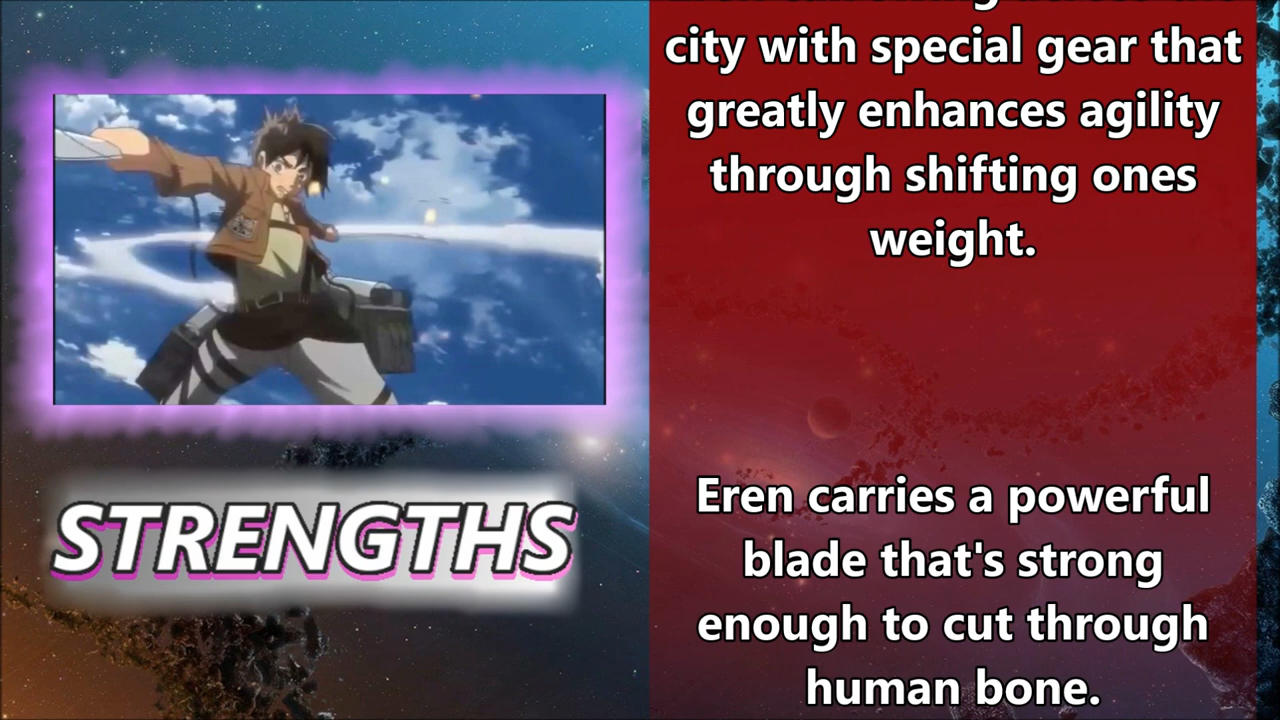 STRENGTHS
city with special gear that
greatly enhances agility
through shifting ones
weight.
Eren carries a powerful
blade that's strong
enough to cut through
human bone.